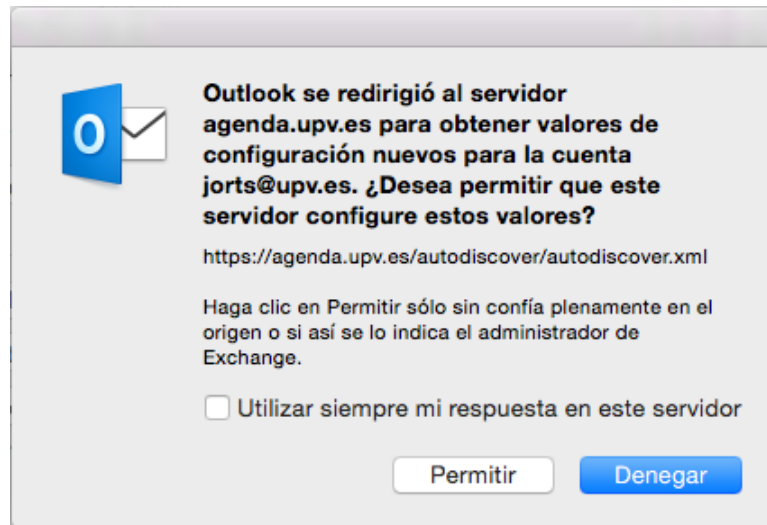 Outlook se redirigió al servidor
agenda.upv.es para obtener valores de
configuración nuevos para la cuenta
jorts@upv.es. ¿Desea permitir que este
servidor configure estos valores?
https://agenda.upv.es/autodiscover/autodiscover.xml
Haga clic en Permitir sólo sin confía plenamente en el
origen o si así se lo indica el administrador de
Exchange.
Utilizar siempre mi respuesta en este servidor
Permitir
Denegar